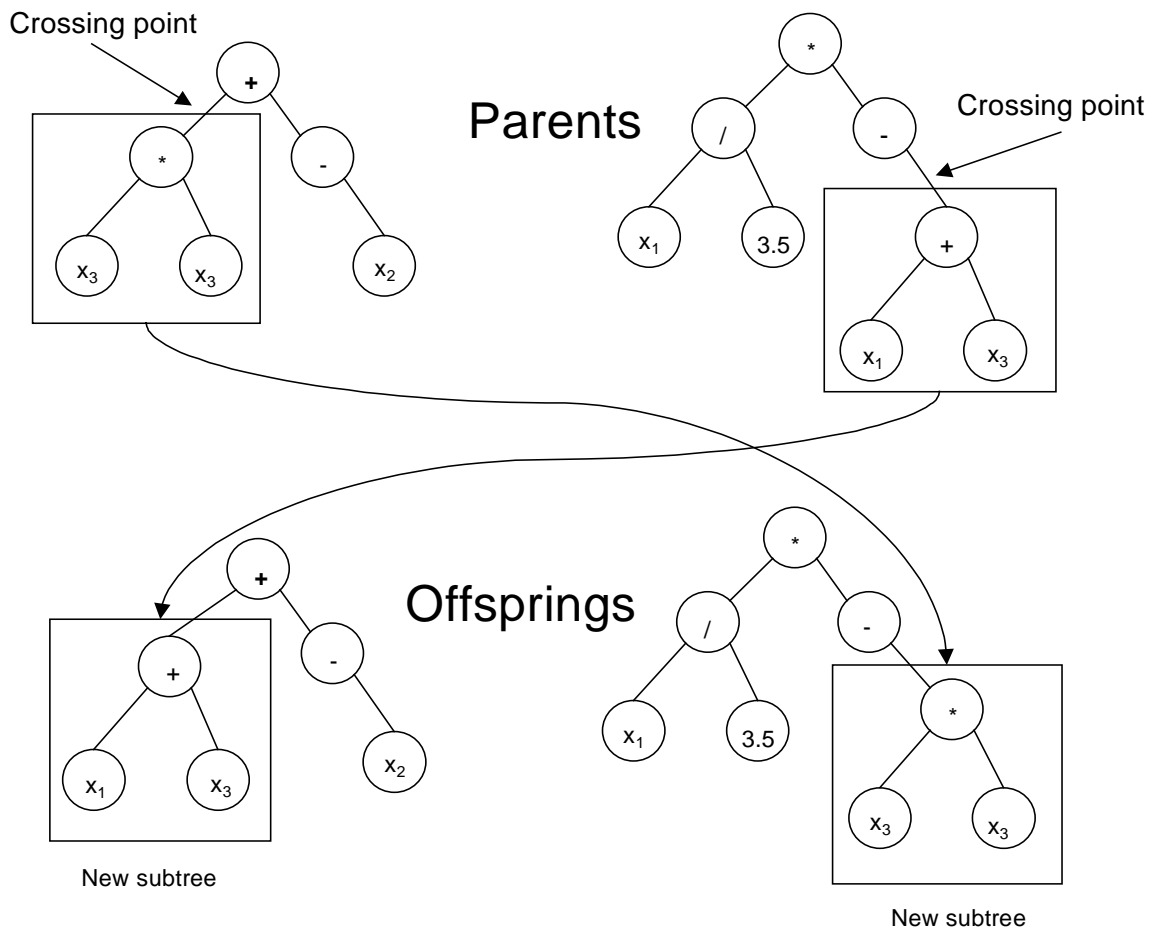 Crossing point
+
*
-
x₃
x₃
x₂
Parents
*
/
-
Crossing point
x₁
3.5
+
x₁
x₃
Offsprings
+
+
-
x₁
x₃
x₂
New subtree
*
/
-
x₁
3.5
*
x₃
x₃
New subtree